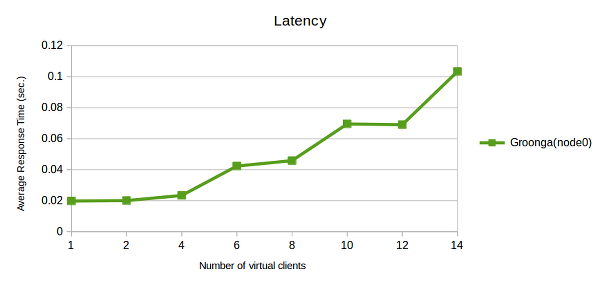 Latency
0.12
0.1
0.08
0.06
0.04
0.02
0
Average Response Time (sec.)
1 2 4 6 8 10 12 14
Number of virtual clients
Groonga(node0)